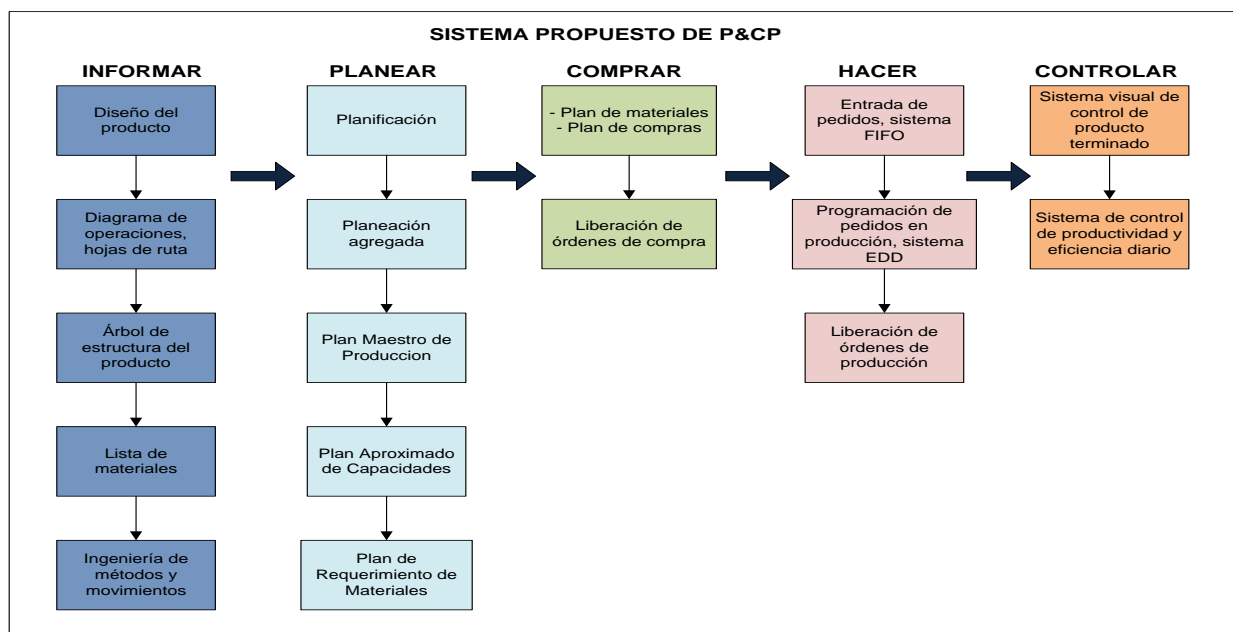 SISTEMA PROPUESTO DE P&CP
INFORMAR
Diseño del
producto
Diagrama de
operaciones,
hojas de ruta
Árbol de
estructura del
producto
Lista de
materiales
Ingeniería de
métodos y
movimientos
PLANEAR
Planificación
Planeación
agregada
Plan Maestro de
Produccion
Plan Aproximado
de Capacidades
Plan de
Requerimiento de
Materiales
COMPRAR
- Plan de materiales
- Plan de compras
Liberación de
órdenes de compra
HACER
Entrada de
pedidos, sistema
FIFO
Programación de
pedidos en
producción, sistema
EDD
Liberación de
órdenes de
producción
CONTROLAR
Sistema visual de
control de
producto
terminado
Sistema de control
de productividad y
eficiencia diario